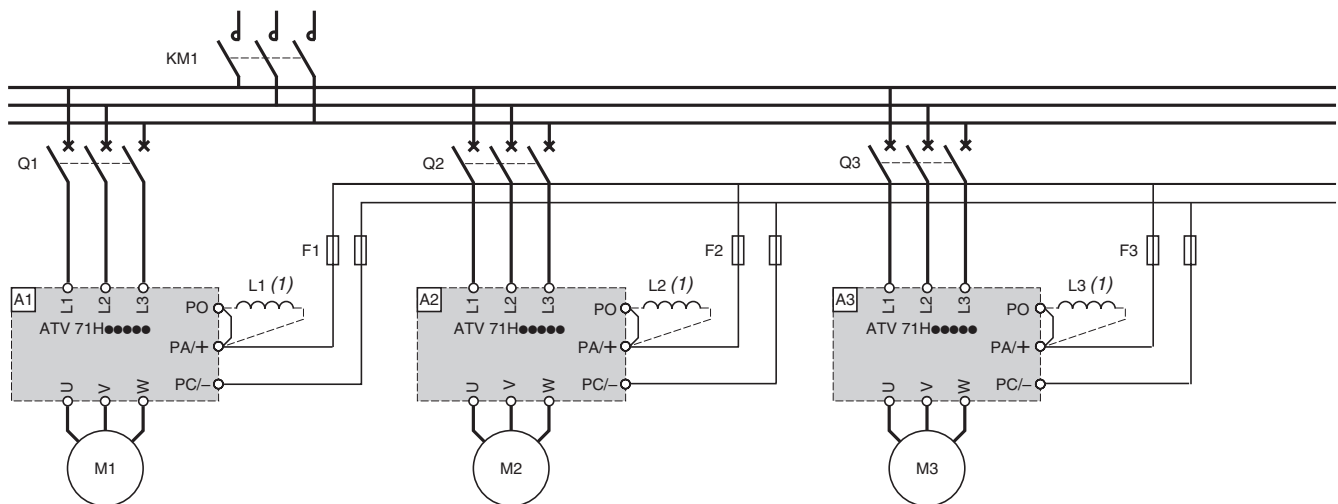 KM1
Q1
Q2
Q3
F1
F2
F3
A1
L1
L2
L3
PO
L1 (1)
ATV 71H●●●●●
PA/+
PC/–
U
V
W
M1
A2
L1
L2
L3
PO
L2 (1)
ATV 71H●●●●●
PA/+
PC/–
U
V
W
M2
A3
L1
L2
L3
PO
L3 (1)
ATV 71H●●●●●
PA/+
PC/–
U
V
W
M3